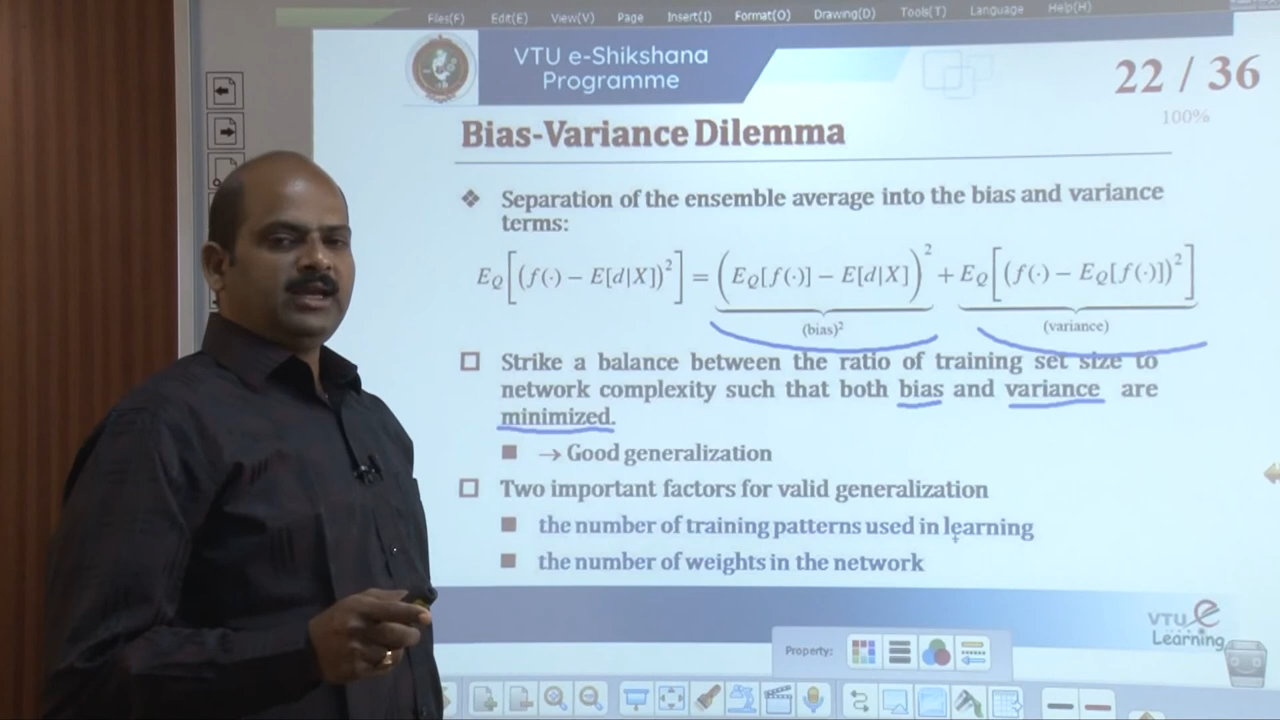 Files(F) Edit(E) View(V) Page Insert(I) Format(O) Drawing(D) Tools(T) Language Help(H)
VTU e-Shikshana
Programme
22 / 36
100%
Bias-Variance Dilemma
❖ Separation of the ensemble average into the bias and variance
terms:
E_Q[(f(·) − E[d|X])²] = (E_Q[f(·)] − E[d|X])² + E_Q[(f(·) − E_Q[f(·)])²]
(bias)² (variance)
☐ Strike a balance between the ratio of training set size to
network complexity such that both bias and variance are
minimized.
■ → Good generalization
☐ Two important factors for valid generalization
■ the number of training patterns used in learning
■ the number of weights in the network
VTU e
Learning
Property: